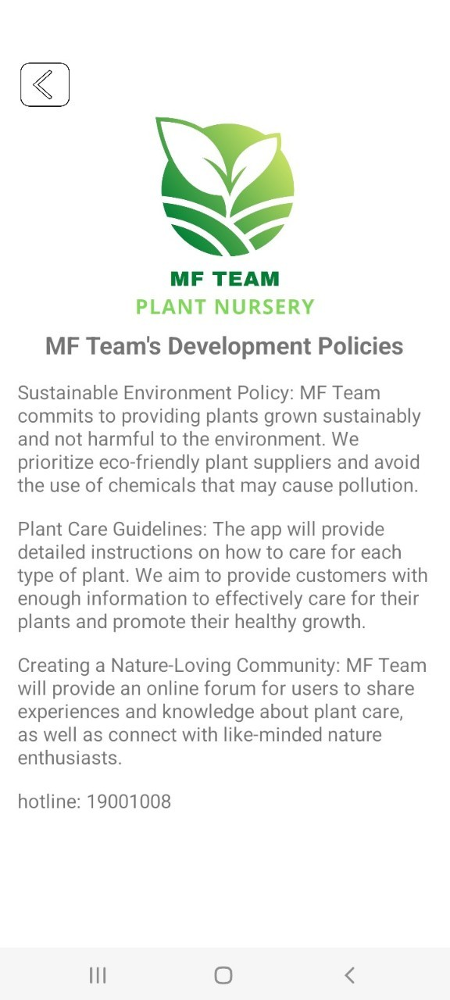 MF TEAM
PLANT NURSERY
MF Team's Development Policies
Sustainable Environment Policy: MF Team
commits to providing plants grown sustainably
and not harmful to the environment. We
prioritize eco-friendly plant suppliers and avoid
the use of chemicals that may cause pollution.
Plant Care Guidelines: The app will provide
detailed instructions on how to care for each
type of plant. We aim to provide customers with
enough information to effectively care for their
plants and promote their healthy growth.
Creating a Nature-Loving Community: MF Team
will provide an online forum for users to share
experiences and knowledge about plant care,
as well as connect with like-minded nature
enthusiasts.
hotline: 19001008